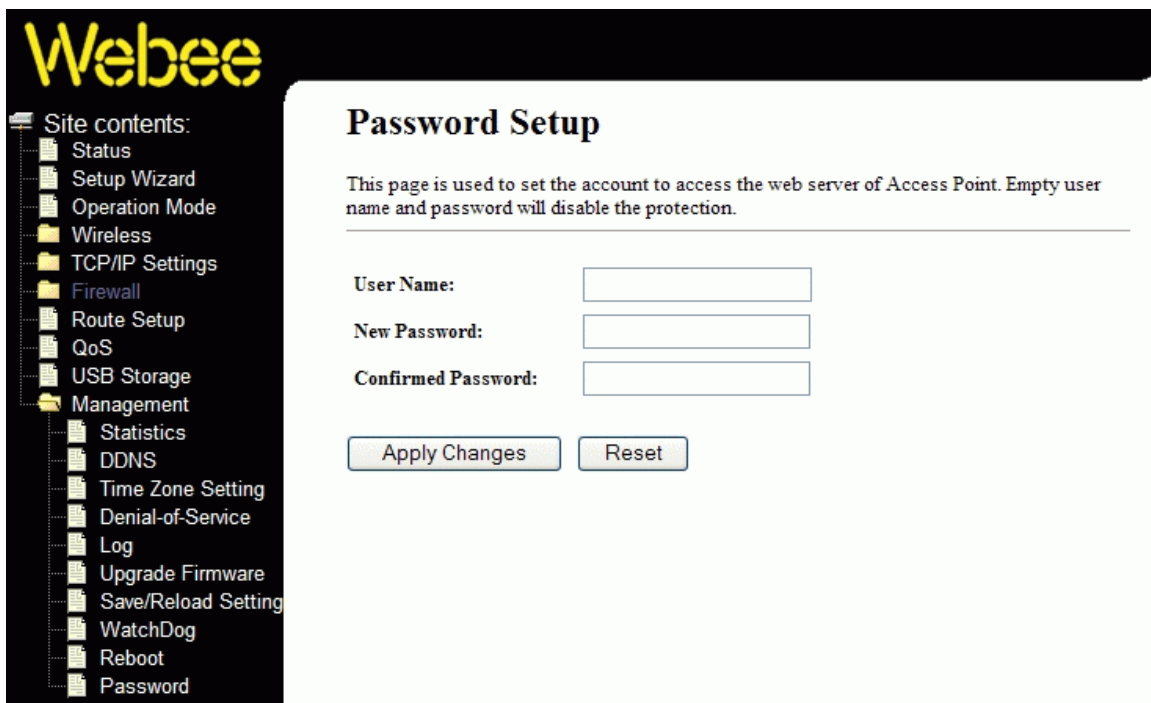 Webee
Site contents:
Status
Setup Wizard
Operation Mode
Wireless
TCP/IP Settings
Firewall
Route Setup
QoS
USB Storage
Management
Statistics
DDNS
Time Zone Setting
Denial-of-Service
Log
Upgrade Firmware
Save/Reload Setting
WatchDog
Reboot
Password
Password Setup
This page is used to set the account to access the web server of Access Point. Empty user
name and password will disable the protection.
User Name:
New Password:
Confirmed Password:
Apply Changes Reset